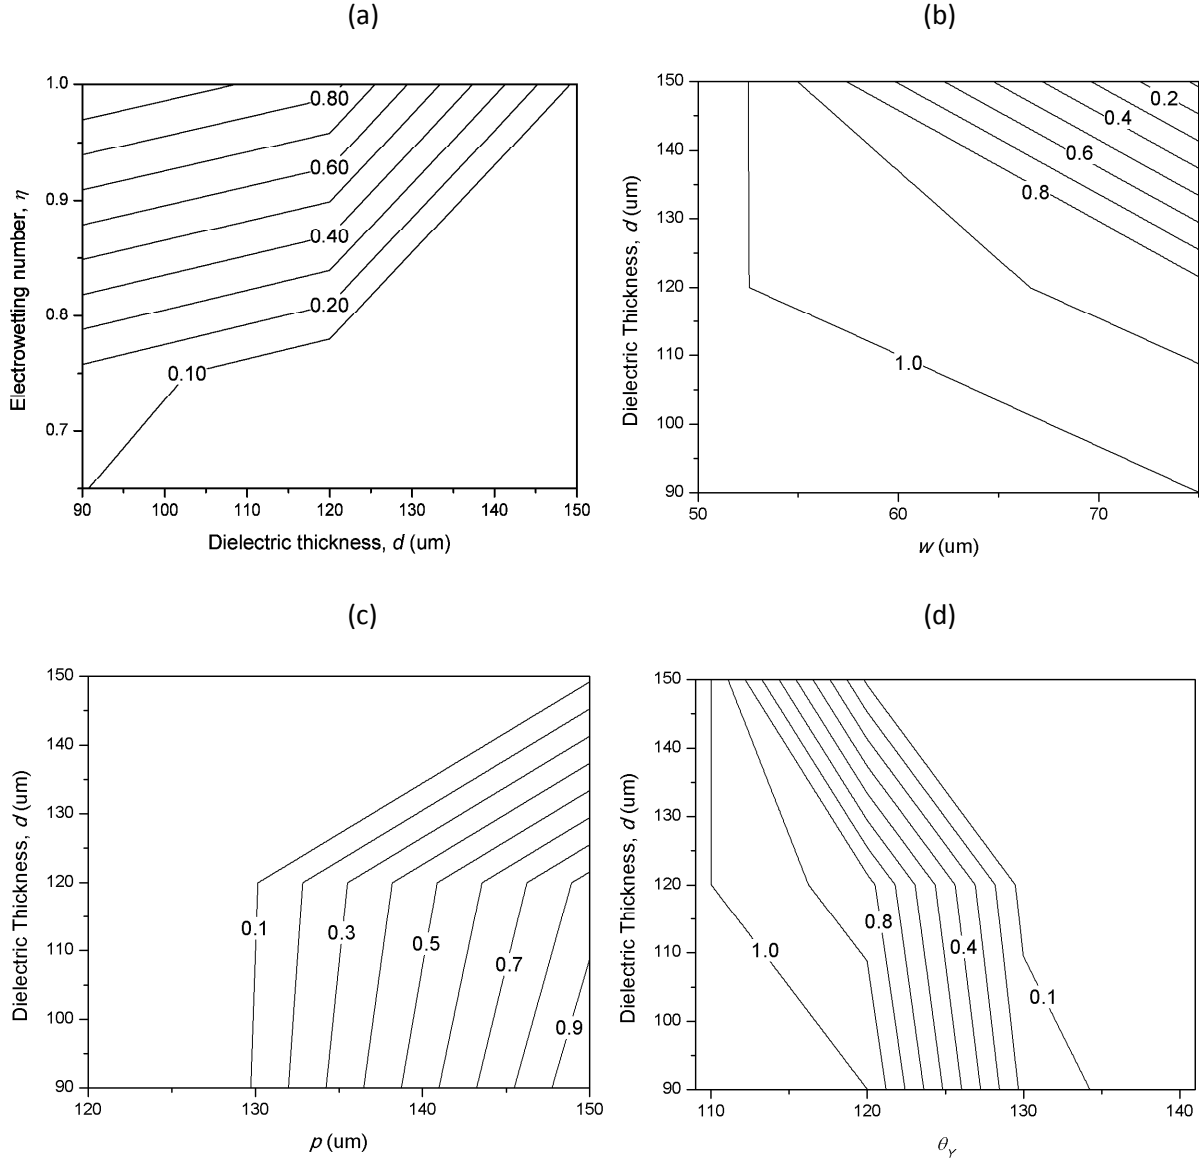 (a)
(b)
1.0
0.9
0.8
0.7
Electrowetting number, η
0.80
0.60
0.40
0.20
0.10
90 100 110 120 130 140 150
Dielectric thickness, d (um)
150
140
130
120
110
100
90
Dielectric Thickness, d (um)
0.2
0.4
0.6
0.8
1.0
50 60 70
w (um)
(c)
(d)
150
140
130
120
110
100
90
Dielectric Thickness, d (um)
0.1 0.3 0.5 0.7 0.9
120 130 140 150
p (um)
150
140
130
120
110
100
90
Dielectric Thickness, d (um)
1.0 0.8 0.4 0.1
110 120 130 140
θY